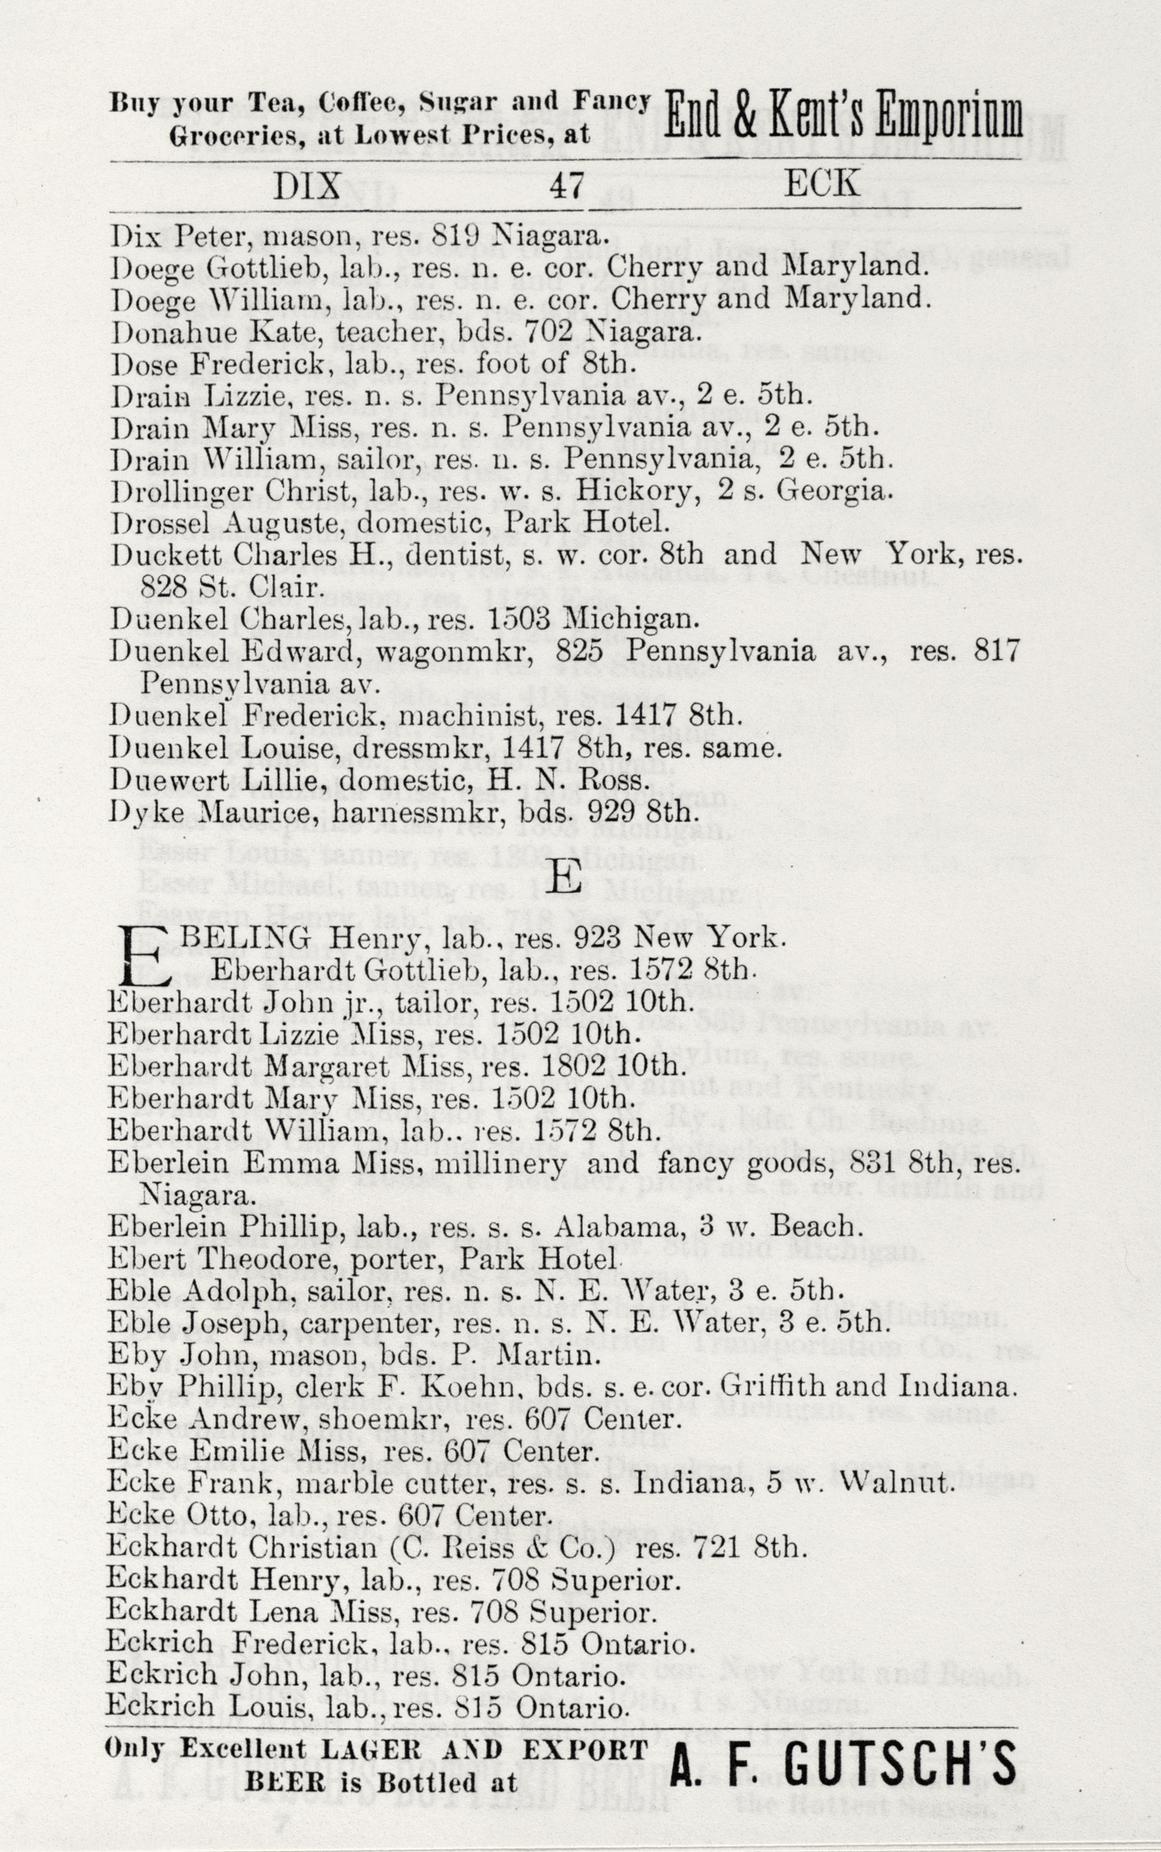 Buy your Tea, Coffee, Sugar and Fancy
Groceries, at Lowest Prices, at
End & Kent's Emporium
DIX 47 ECK
Dix Peter, mason, res. 819 Niagara.
Doege Gottlieb, lab., res. n. e. cor. Cherry and Maryland.
Doege William, lab., res. n. e. cor. Cherry and Maryland.
Donahue Kate, teacher, bds. 702 Niagara.
Dose Frederick, lab., res. foot of 8th.
Drain Lizzie, res. n. s. Pennsylvania av., 2 e. 5th.
Drain Mary Miss, res. n. s. Pennsylvania av., 2 e. 5th.
Drain William, sailor, res. n. s. Pennsylvania, 2 e. 5th.
Drollinger Christ, lab., res. w. s. Hickory, 2 s. Georgia.
Drossel Auguste, domestic, Park Hotel.
Duckett Charles H., dentist, s. w. cor. 8th and New York, res.
828 St. Clair.
Duenkel Charles, lab., res. 1503 Michigan.
Duenkel Edward, wagonmkr, 825 Pennsylvania av., res. 817
Pennsylvania av.
Duenkel Frederick, machinist, res. 1417 8th.
Duenkel Louise, dressmkr, 1417 8th, res. same.
Duewert Lillie, domestic, H. N. Ross.
Dyke Maurice, harnessmkr, bds. 929 8th.
E
EBELING Henry, lab., res. 923 New York.
Eberhardt Gottlieb, lab., res. 1572 8th.
Eberhardt John jr., tailor, res. 1502 10th.
Eberhardt Lizzie Miss, res. 1502 10th.
Eberhardt Margaret Miss, res. 1802 10th.
Eberhardt Mary Miss, res. 1502 10th.
Eberhardt William, lab.. res. 1572 8th.
Eberlein Emma Miss, millinery and fancy goods, 831 8th, res.
Niagara.
Eberlein Phillip, lab., res. s. s. Alabama, 3 w. Beach.
Ebert Theodore, porter, Park Hotel.
Eble Adolph, sailor, res. n. s. N. E. Water, 3 e. 5th.
Eble Joseph, carpenter, res. n. s. N. E. Water, 3 e. 5th.
Eby John, mason, bds. P. Martin.
Eby Phillip, clerk F. Koehn, bds. s. e. cor. Griffith and Indiana.
Ecke Andrew, shoemkr, res. 607 Center.
Ecke Emilie Miss, res. 607 Center.
Ecke Frank, marble cutter, res. s. s. Indiana, 5 w. Walnut.
Ecke Otto, lab., res. 607 Center.
Eckhardt Christian (C. Reiss & Co.) res. 721 8th.
Eckhardt Henry, lab., res. 708 Superior.
Eckhardt Lena Miss, res. 708 Superior.
Eckrich Frederick, lab., res. 815 Ontario.
Eckrich John, lab., res. 815 Ontario.
Eckrich Louis, lab., res. 815 Ontario.
Only Excellent LAGER AND EXPORT
BEER is Bottled at
A. F. GUTSCH'S